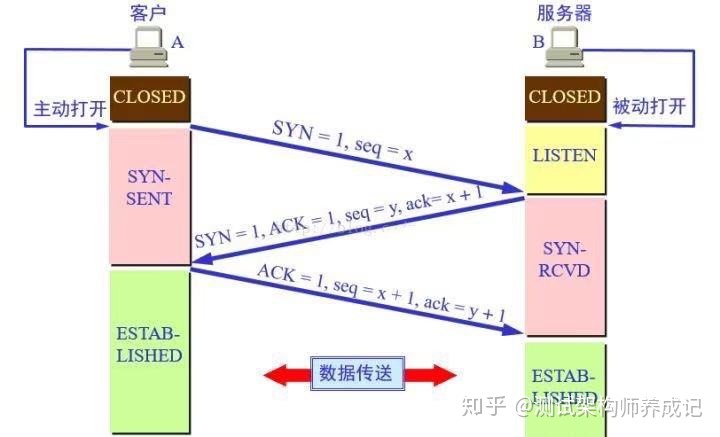 客户
服务器
A
B
CLOSED
CLOSED
主动打开
被动打开
SYN = 1, seq = x
LISTEN
SYN-
SENT
SYN = 1, ACK = 1, seq = y, ack= x + 1
SYN-
RCVD
ACK = 1, seq = x + 1, ack = y + 1
ESTAB-
LISHED
数据传送
ESTAB-
LISHED
知乎 @测试架构师养成记